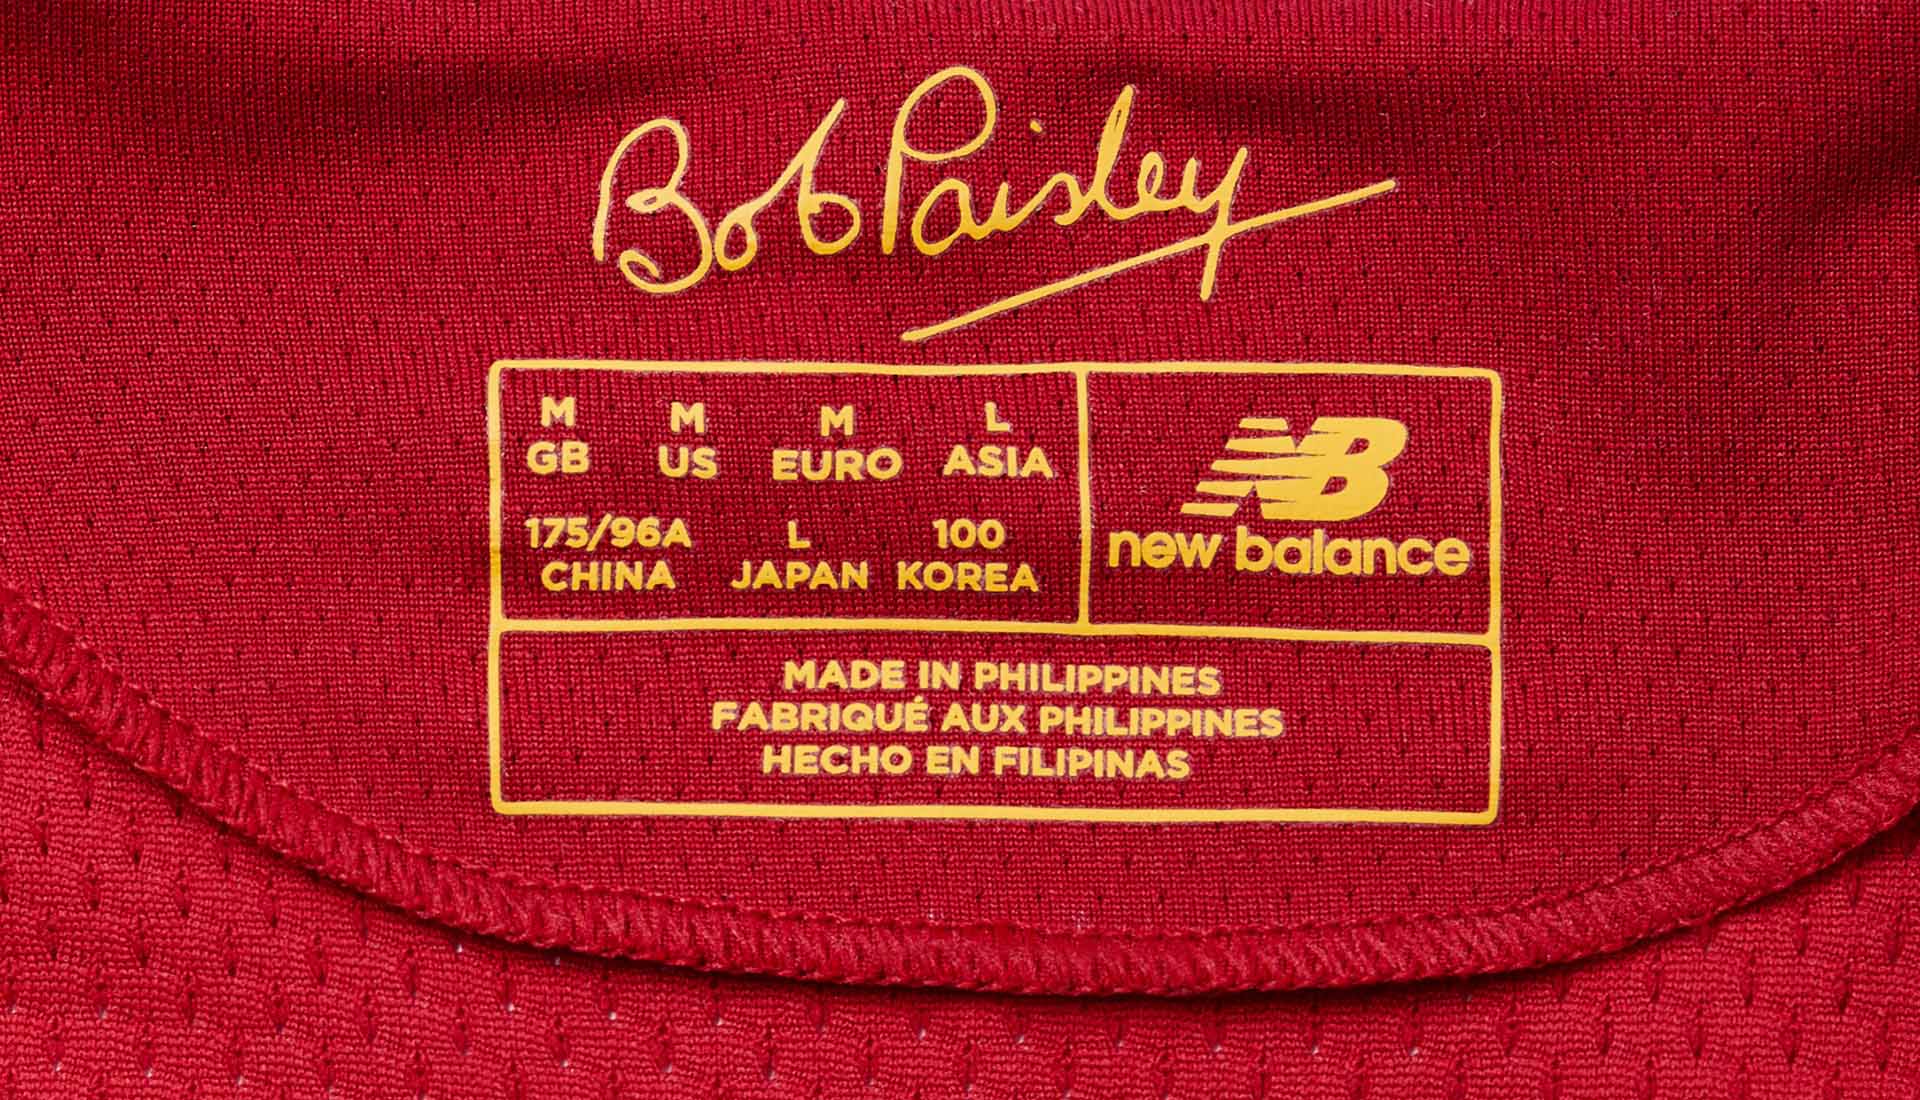 Bob Paisley
M M M L
GB US EURO ASIA
175/96A L 100
CHINA JAPAN KOREA
NB
new balance
MADE IN PHILIPPINES
FABRIQUÉ AUX PHILIPPINES
HECHO EN FILIPINAS